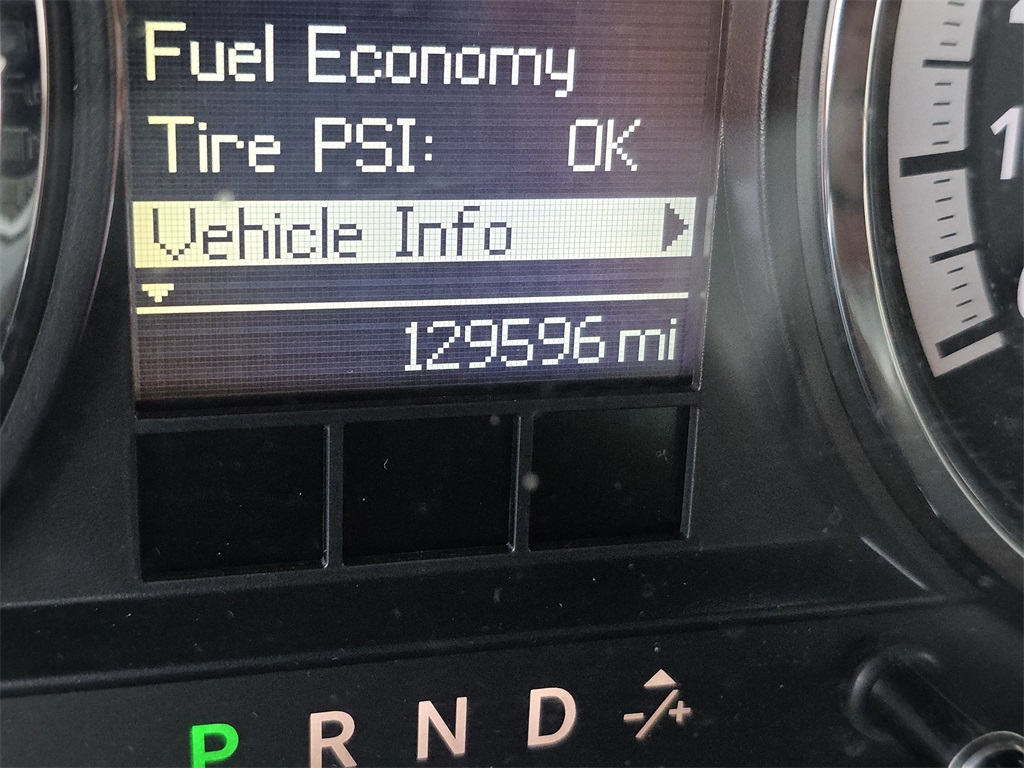 Fuel Economy
Tire PSI: OK
Vehicle Info
129596 mi
P R N D -/+